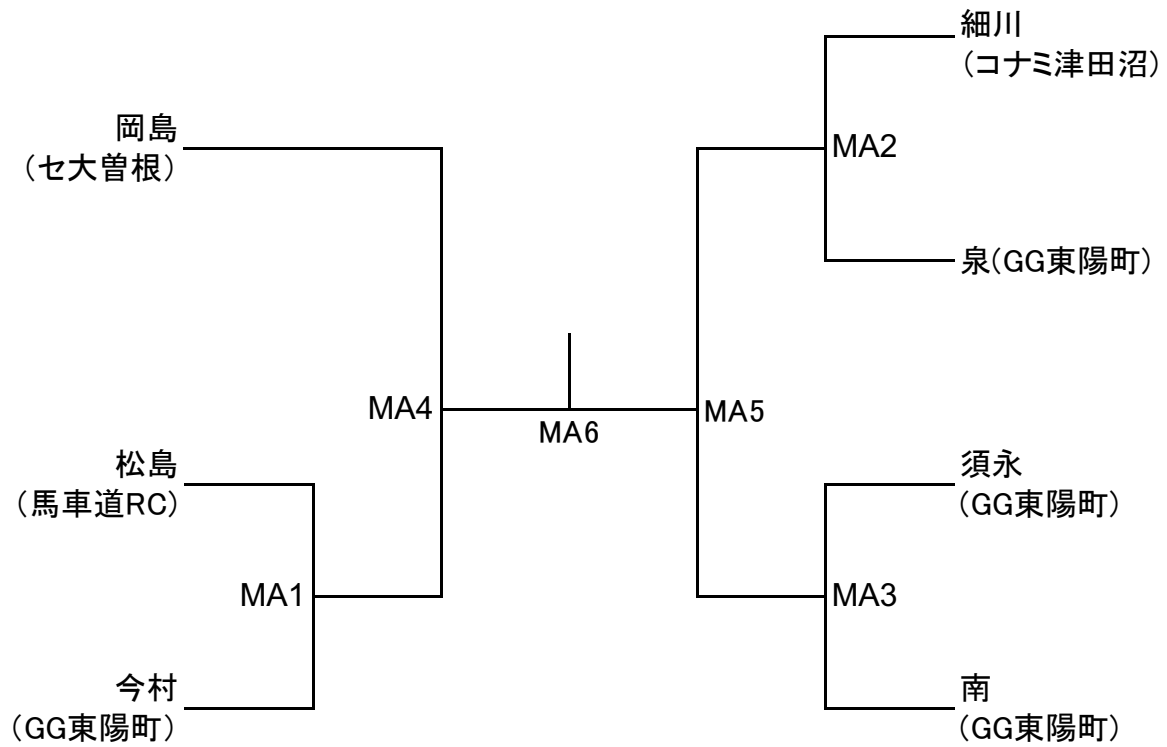 細川
(コナミ津田沼)
岡島
(セ大曽根)
MA2
泉(GG東陽町)
MA4
MA6
MA5
松島
(馬車道RC)
須永
(GG東陽町)
MA1
MA3
今村
(GG東陽町)
南
(GG東陽町)